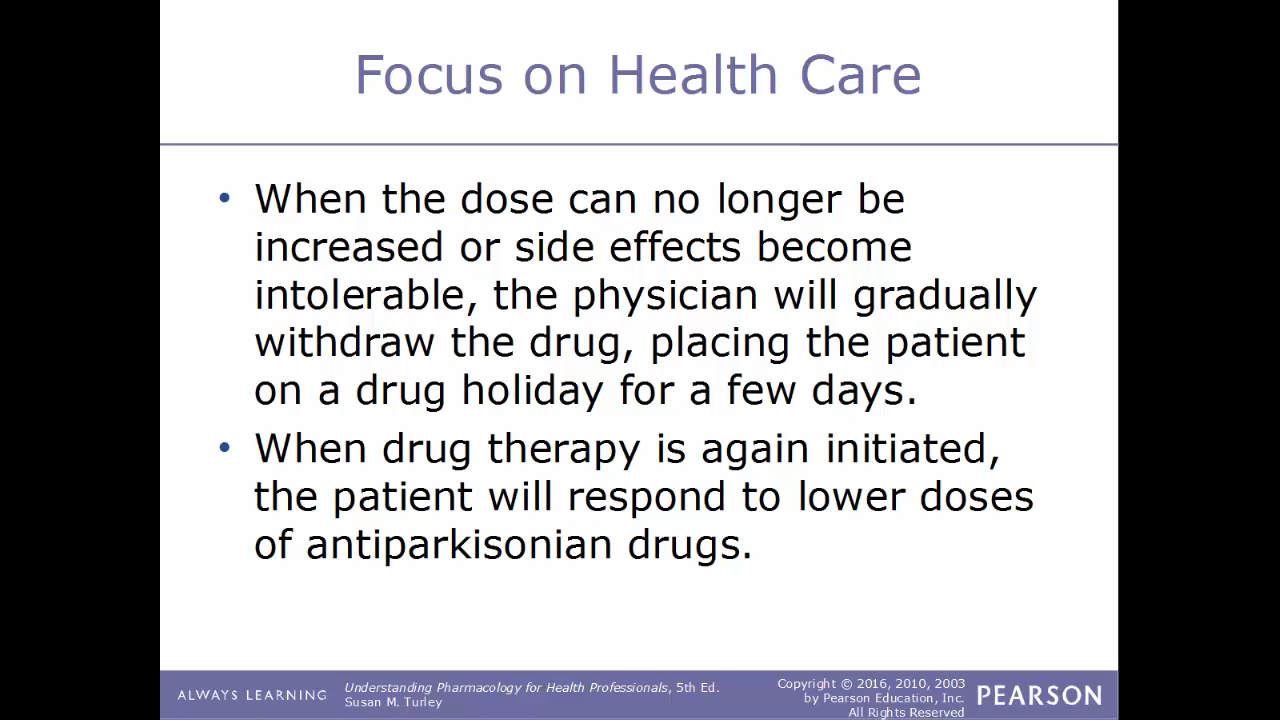 Focus on Health Care
• When the dose can no longer be
increased or side effects become
intolerable, the physician will gradually
withdraw the drug, placing the patient
on a drug holiday for a few days.
• When drug therapy is again initiated,
the patient will respond to lower doses
of antiparkisonian drugs.
ALWAYS LEARNING
Understanding Pharmacology for Health Professionals, 5th Ed.
Susan M. Turley
Copyright © 2016, 2010, 2003
by Pearson Education, Inc.
All Rights Reserved
PEARSON